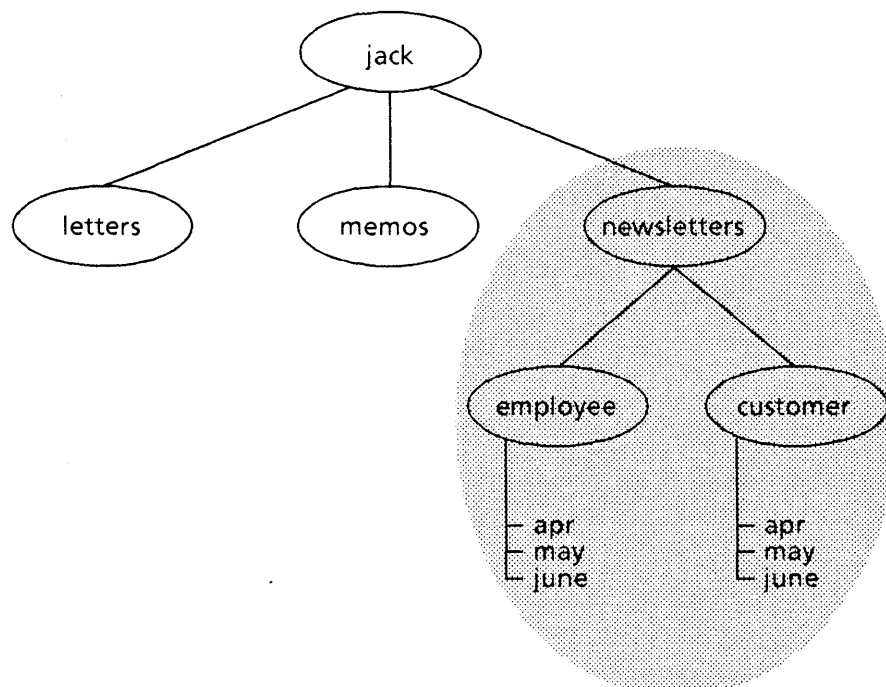 jack
letters memos newsletters
employee customer
apr apr
may may
june june